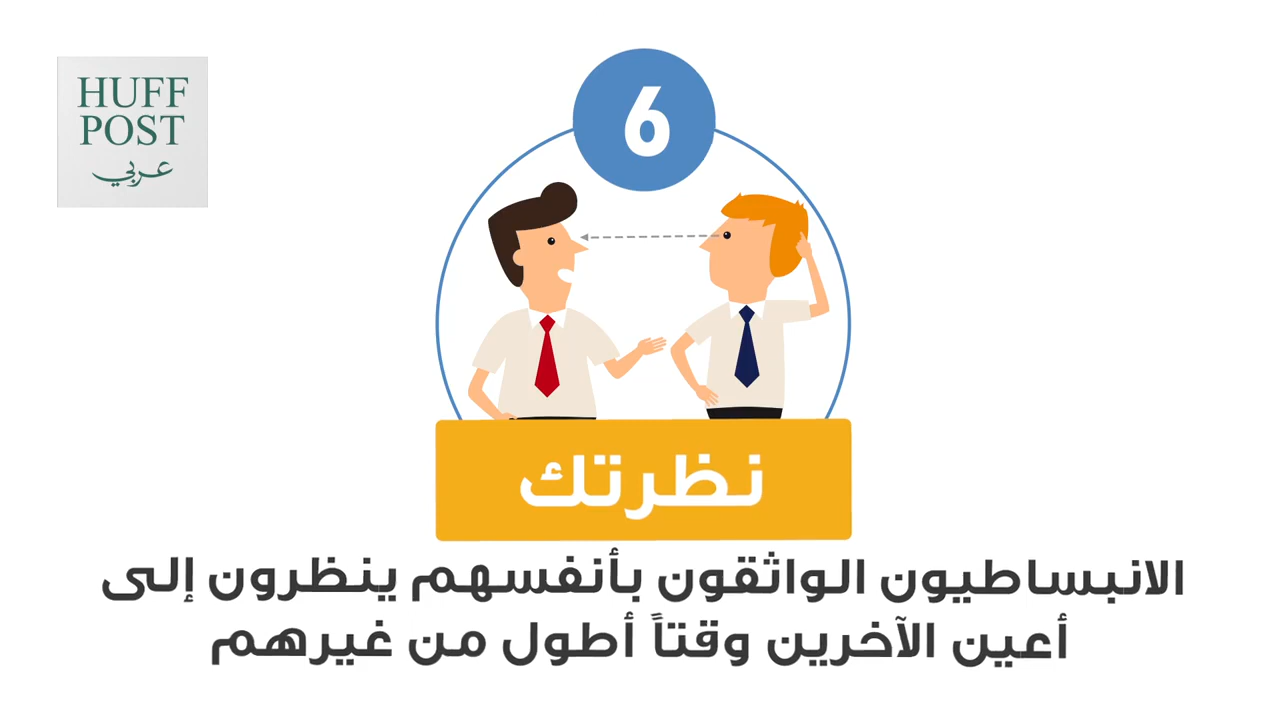 HUFF
POST
عربي
6
نظرتك
الانبساطيون الواثقون بأنفسهم ينظرون إلى
أعين الآخرين وقتاً أطول من غيرهم